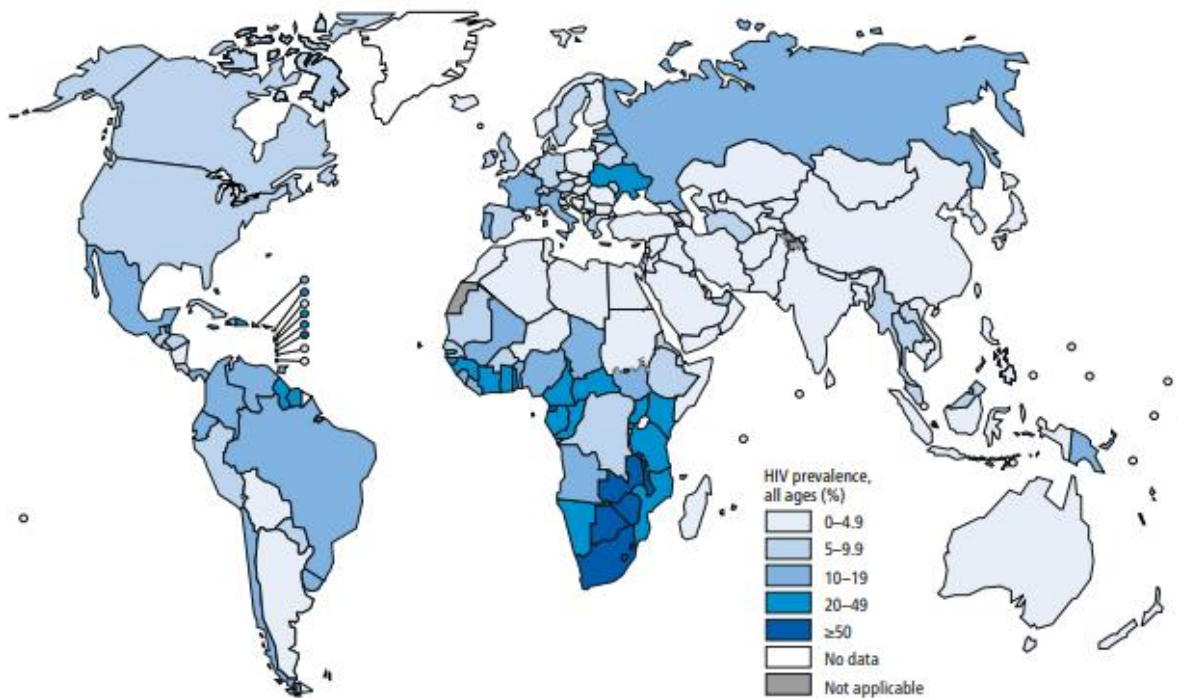 HIV prevalence,
all ages (%)
0–4.9
5–9.9
10–19
20–49
≥50
No data
Not applicable